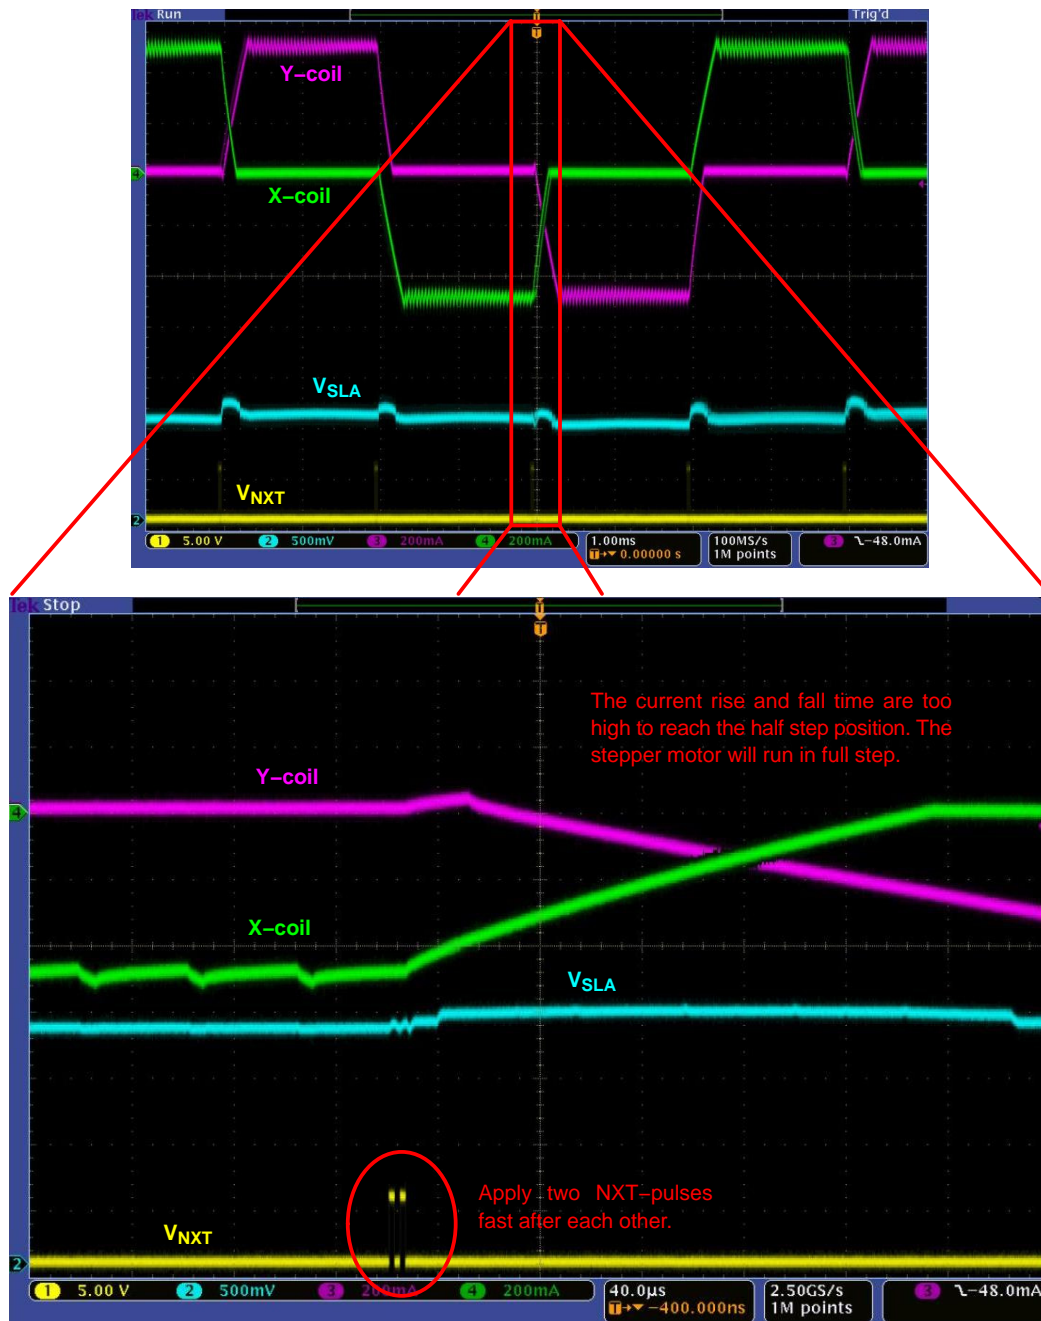 Tek Run Trig'd
T
T
Y–coil
4
X–coil
VSLA
VNXT
2
1 5.00 V 2 500mV 3 200mA 4 200mA 1.00ms 100MS/s 3 -48.0mA
T 0.00000 s 1M points
Tek Stop
T
T
The current rise and fall time are too
high to reach the half step position. The
stepper motor will run in full step.
Y–coil
4
X–coil
VSLA
Apply two NXT–pulses
fast after each other.
VNXT
2
1 5.00 V 2 500mV 3 200mA 4 200mA 40.0µs 2.50GS/s 3 -48.0mA
T -400.000ns 1M points